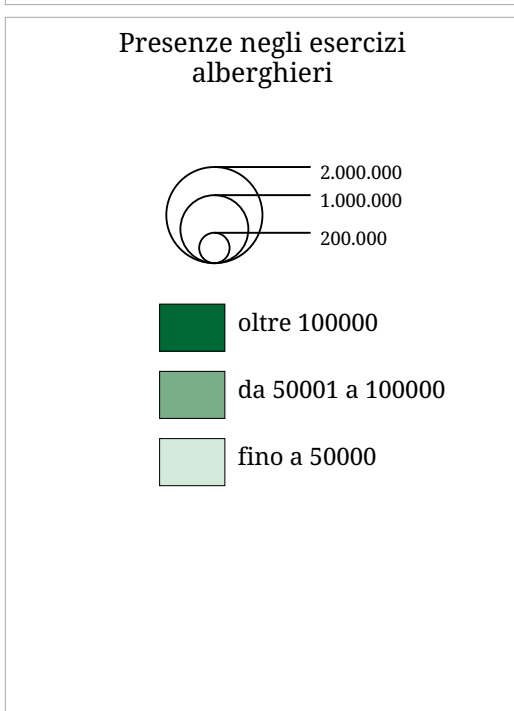 Presenze negli esercizi
alberghieri
2.000.000
1.000.000
200.000
oltre 100000
da 50001 a 100000
fino a 50000